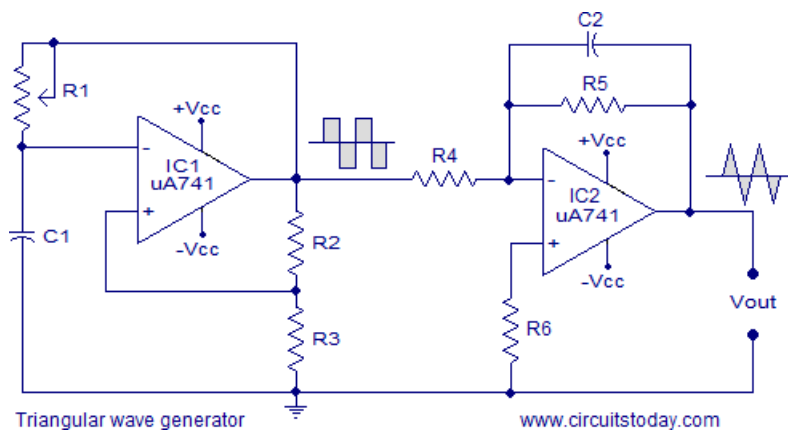 C2
R1
R5
+Vcc
+Vcc
-
IC1
uA741
+
R4
-
IC2
uA741
+
C1
-Vcc
R2
-Vcc
Vout
R3
R6
Triangular wave generator
www.circuitstoday.com